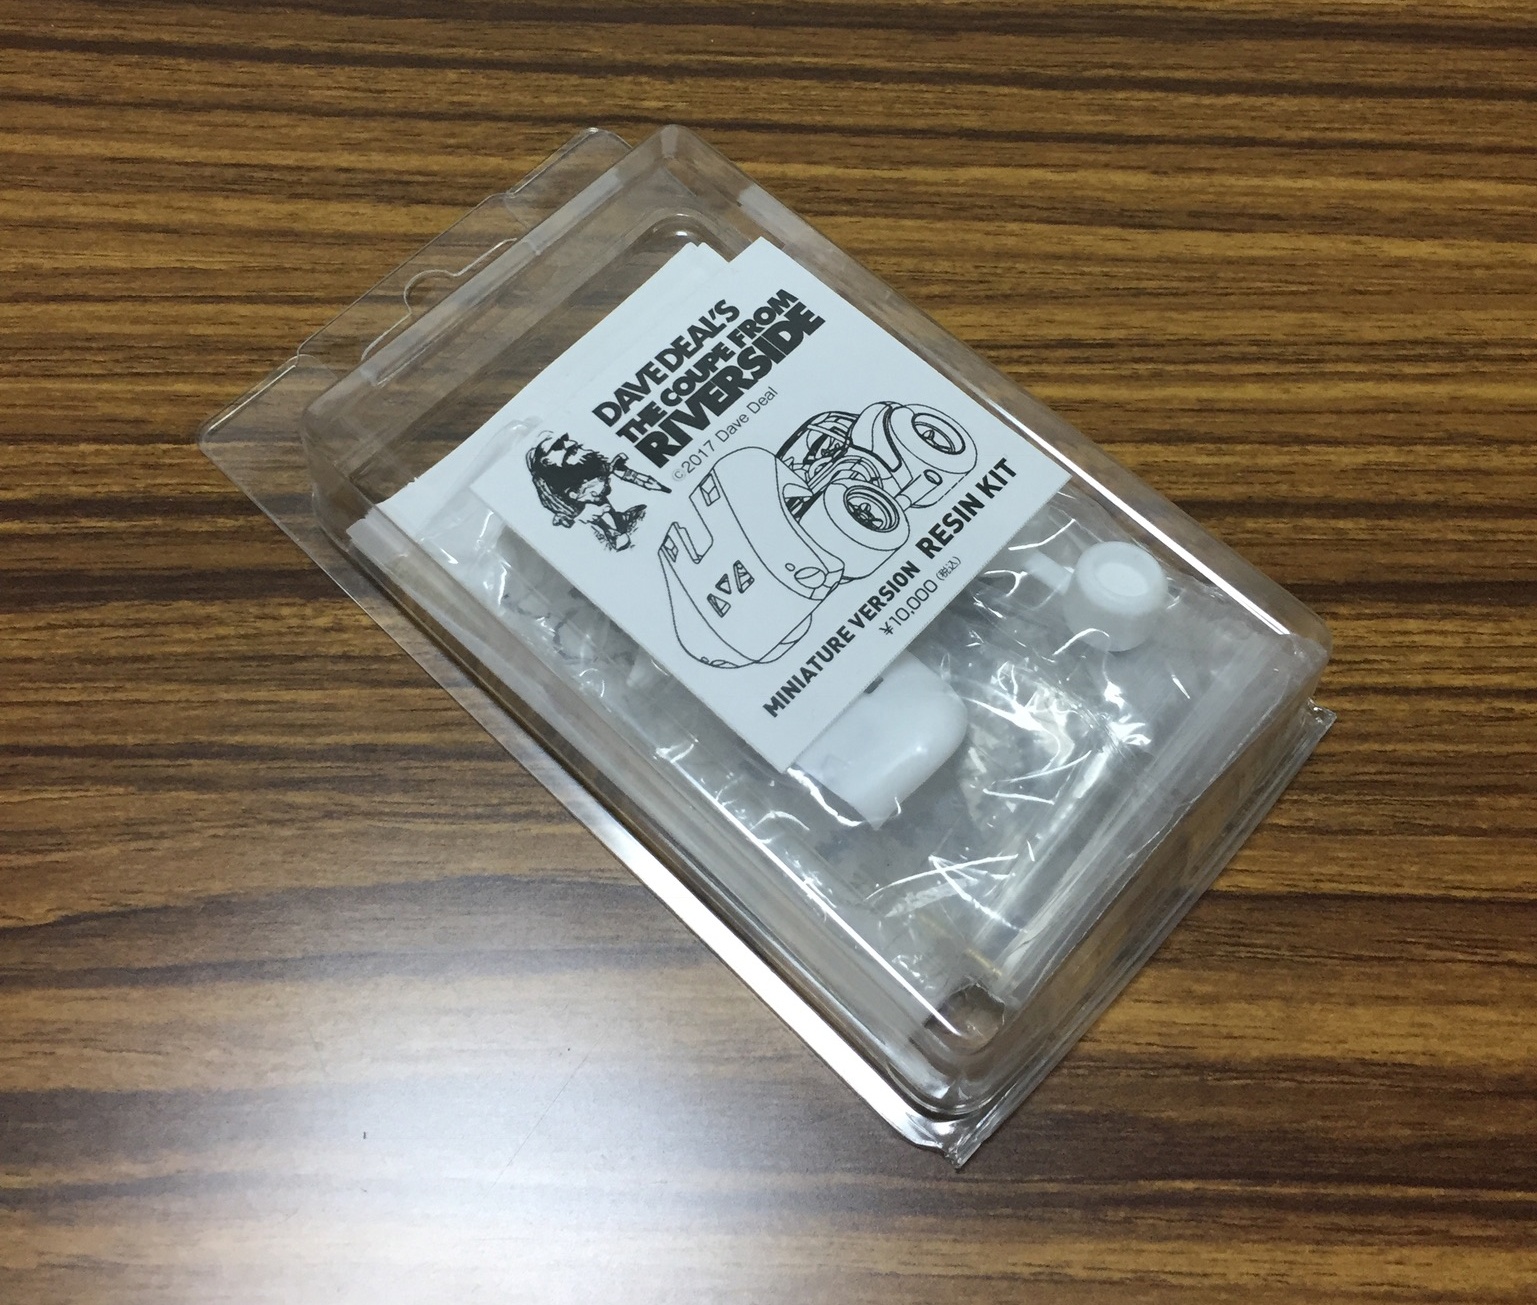 DAVE DEAL'S
THE COUPE FROM
RIVERSIDE
©2017 Dave Deal
MINIATURE VERSION RESIN KIT
¥10,000 (税込)